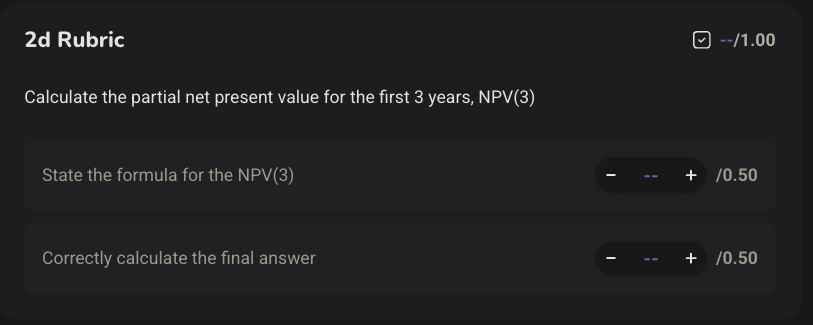 2d Rubric
--/1.00
Calculate the partial net present value for the first 3 years, NPV(3)
State the formula for the NPV(3)
− -- + /0.50
Correctly calculate the final answer
− -- + /0.50